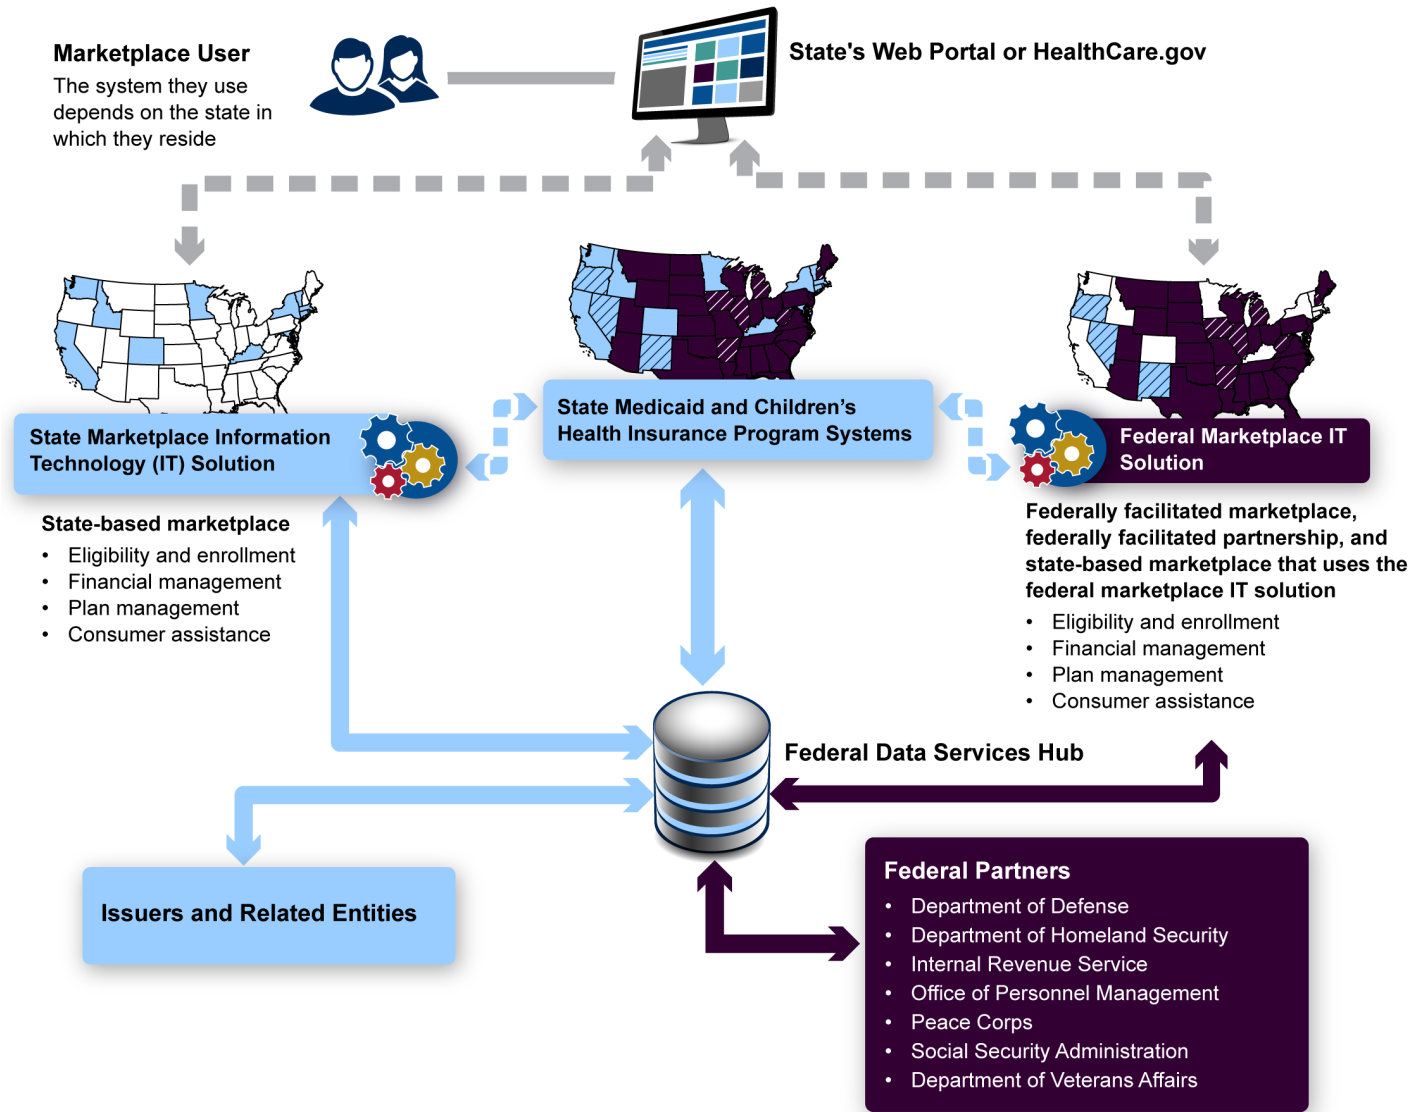 Marketplace User
The system they use
depends on the state in
which they reside
State's Web Portal or HealthCare.gov
State Marketplace Information
Technology (IT) Solution
State Medicaid and Children’s
Health Insurance Program Systems
Federal Marketplace IT
Solution
State-based marketplace
• Eligibility and enrollment
• Financial management
• Plan management
• Consumer assistance
Federally facilitated marketplace,
federally facilitated partnership, and
state-based marketplace that uses the
federal marketplace IT solution
• Eligibility and enrollment
• Financial management
• Plan management
• Consumer assistance
Federal Data Services Hub
Issuers and Related Entities
Federal Partners
• Department of Defense
• Department of Homeland Security
• Internal Revenue Service
• Office of Personnel Management
• Peace Corps
• Social Security Administration
• Department of Veterans Affairs